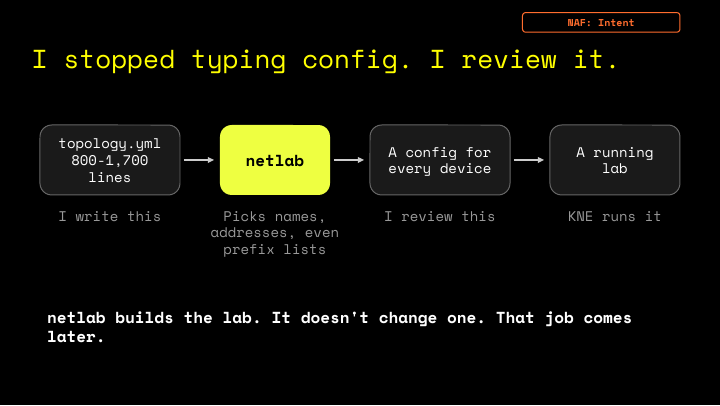 NAF: Intent
I stopped typing config. I review it.
topology.yml
800-1,700
lines
netlab
A config for
every device
A running
lab
I write this
Picks names,
addresses, even
prefix lists
I review this
KNE runs it
netlab builds the lab. It doesn't change one. That job comes
later.